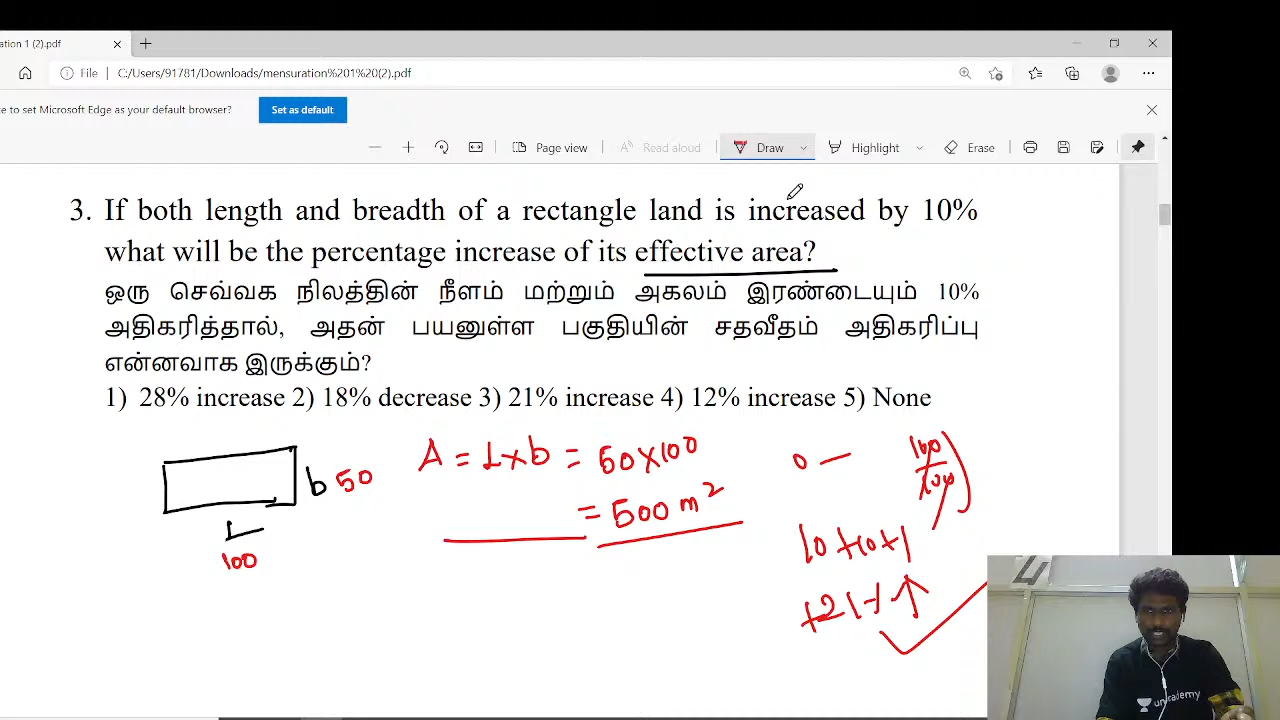 ation 1 (2).pdf
File C:/Users/91781/Downloads/mensuration%201%20(2).pdf
e to set Microsoft Edge as your default browser? Set as default
Page view Read aloud Draw Highlight Erase
3. If both length and breadth of a rectangle land is increased by 10%
what will be the percentage increase of its effective area?
ஒரு செவ்வக நிலத்தின் நீளம் மற்றும் அகலம் இரண்டையும் 10%
அதிகரித்தால், அதன் பயனுள்ள பகுதியின் சதவீதம் அதிகரிப்பு
என்னவாக இருக்கும்?
1) 28% increase 2) 18% decrease 3) 21% increase 4) 12% increase 5) None
A = L x b = 50 x 100
= 500 m²
b 50
L
100
100
100
10 + 10 + 1
+21
unacademy